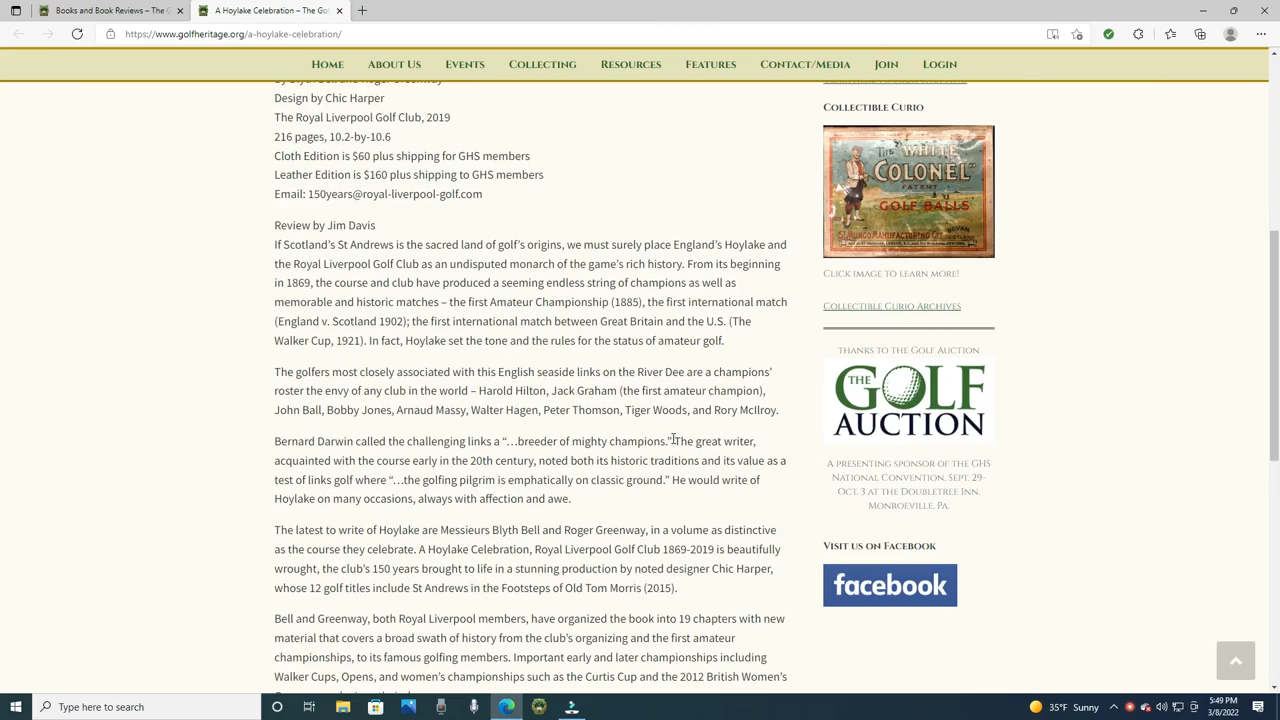 Books and Book Reviews – The G
A Hoylake Celebration - The Gol
https://www.golfheritage.org/a-hoylake-celebration/
Home About Us Events Collecting Resources Features Contact/Media Join Login
Design by Chic Harper
The Royal Liverpool Golf Club, 2019
216 pages, 10.2-by-10.6
Cloth Edition is $60 plus shipping for GHS members
Leather Edition is $160 plus shipping to GHS members
Email: 150years@royal-liverpool-golf.com
Review by Jim Davis
If Scotland's St Andrews is the sacred land of golf's origins, we must surely place England's Hoylake and
the Royal Liverpool Golf Club as an undisputed monarch of the game's rich history. From its beginning
in 1869, the course and club have produced a seeming endless string of champions as well as
memorable and historic matches – the first Amateur Championship (1885), the first international match
(England v. Scotland 1902); the first international match between Great Britain and the U.S. (The
Walker Cup, 1921). In fact, Hoylake set the tone and the rules for the status of amateur golf.
The golfers most closely associated with this English seaside links on the River Dee are a champions'
roster the envy of any club in the world – Harold Hilton, Jack Graham (the first amateur champion),
John Ball, Bobby Jones, Arnaud Massy, Walter Hagen, Peter Thomson, Tiger Woods, and Rory McIlroy.
Bernard Darwin called the challenging links a "…breeder of mighty champions." The great writer,
acquainted with the course early in the 20th century, noted both its historic traditions and its value as a
test of links golf where "…the golfing pilgrim is emphatically on classic ground." He would write of
Hoylake on many occasions, always with affection and awe.
The latest to write of Hoylake are Messieurs Blyth Bell and Roger Greenway, in a volume as distinctive
as the course they celebrate. A Hoylake Celebration, Royal Liverpool Golf Club 1869-2019 is beautifully
wrought, the club's 150 years brought to life in a stunning production by noted designer Chic Harper,
whose 12 golf titles include St Andrews in the Footsteps of Old Tom Morris (2015).
Bell and Greenway, both Royal Liverpool members, have organized the book into 19 chapters with new
material that covers a broad swath of history from the club's organizing and the first amateur
championships, to its famous golfing members. Important early and later championships including
Walker Cups, Opens, and women's championships such as the Curtis Cup and the 2012 British Women's
Collectible Curio
THE WHITE
COLONEL"
PATENT
GOLF BALLS
Click image to learn more!
Collectible Curio Archives
Thanks to the Golf Auction
THE
GOLF
AUCTION
A presenting sponsor of the GHS
National Convention, Sept. 29-
Oct. 3 at the Doubletree Inn,
Monroeville, Pa.
Visit us on Facebook
facebook
Type here to search
35°F Sunny
5:49 PM
3/8/2022